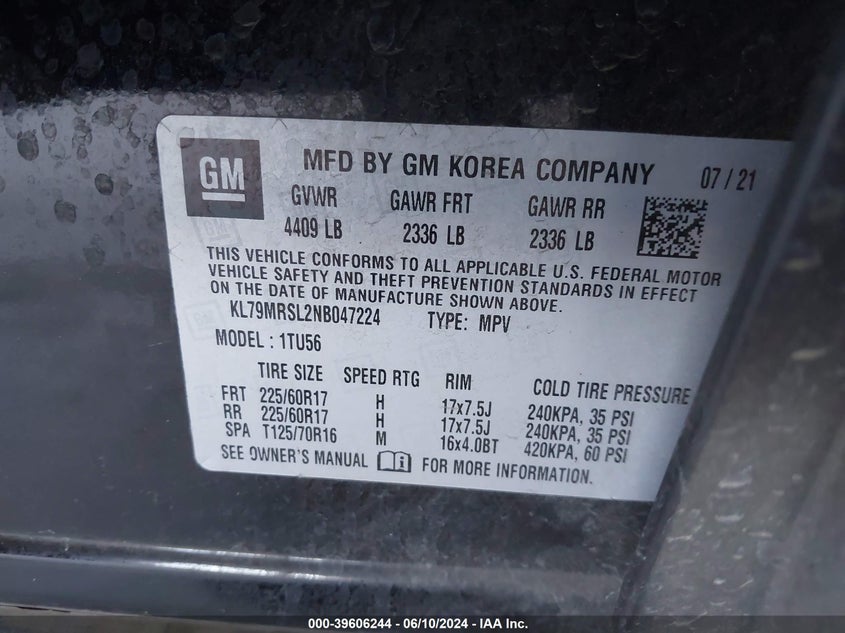 GM MFD BY GM KOREA COMPANY 07/21
GVWR GAWR FRT GAWR RR
4409 LB 2336 LB 2336 LB
THIS VEHICLE CONFORMS TO ALL APPLICABLE U.S. FEDERAL MOTOR
VEHICLE SAFETY AND THEFT PREVENTION STANDARDS IN EFFECT
ON THE DATE OF MANUFACTURE SHOWN ABOVE.
KL79MRSL2NB047224 TYPE: MPV
MODEL : 1TU56
TIRE SIZE SPEED RTG RIM COLD TIRE PRESSURE
FRT 225/60R17 H 17x7.5J 240KPA, 35 PSI
RR 225/60R17 H 17x7.5J 240KPA, 35 PSI
SPA T125/70R16 M 16x4.0BT 420KPA, 60 PSI
SEE OWNER'S MANUAL FOR MORE INFORMATION.
000-39606244 - 06/10/2024 - IAA Inc.